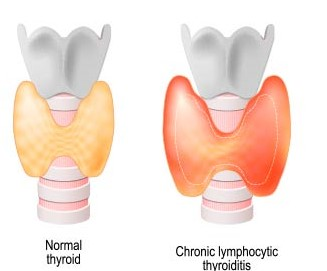 Normal
thyroid
Chronic lymphocytic
thyroiditis